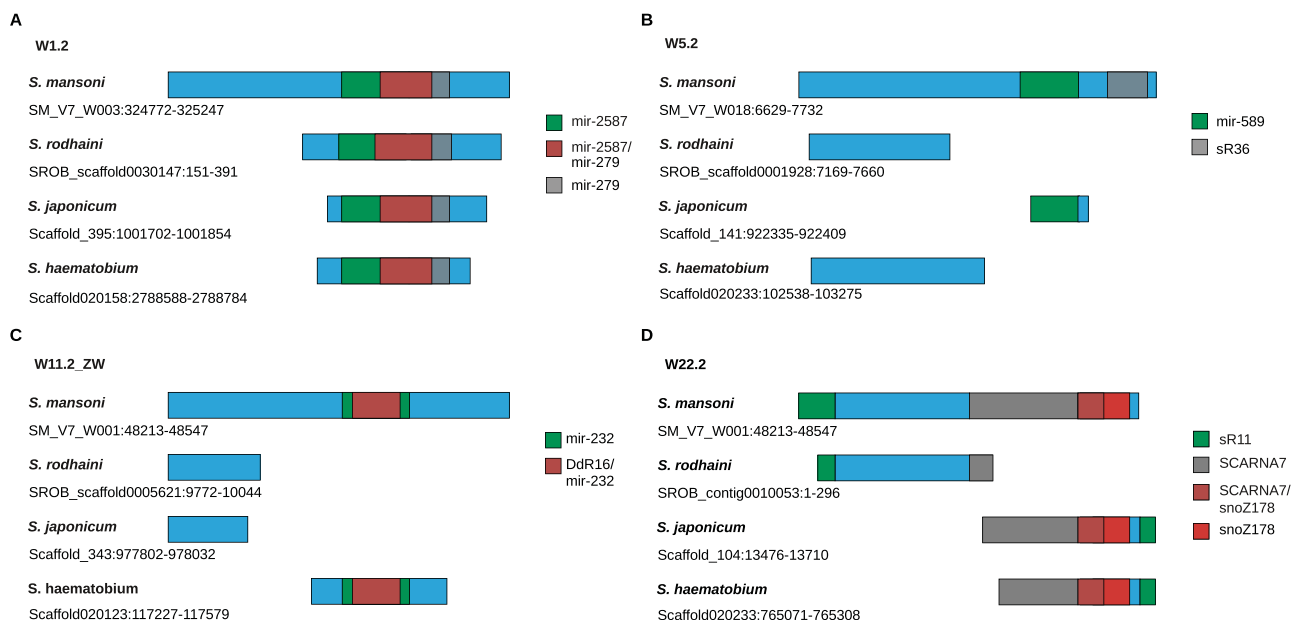 A
W1.2
S. mansoni
SM_V7_W003:324772-325247
S. rodhaini
SROB_scaffold0030147:151-391
S. japonicum
Scaffold_395:1001702-1001854
S. haematobium
Scaffold020158:2788588-2788784
mir-2587
mir-2587/
mir-279
mir-279
B
W5.2
S. mansoni
SM_V7_W018:6629-7732
S. rodhaini
SROB_scaffold0001928:7169-7660
S. japonicum
Scaffold_141:922335-922409
S. haematobium
Scaffold020233:102538-103275
mir-589
sR36
C
W11.2_ZW
S. mansoni
SM_V7_W001:48213-48547
S. rodhaini
SROB_scaffold0005621:9772-10044
S. japonicum
Scaffold_343:977802-978032
S. haematobium
Scaffold020123:117227-117579
mir-232
DdR16/
mir-232
D
W22.2
S. mansoni
SM_V7_W001:48213-48547
S. rodhaini
SROB_contig0010053:1-296
S. japonicum
Scaffold_104:13476-13710
S. haematobium
Scaffold020233:765071-765308
sR11
SCARNA7
SCARNA7/
snoZ178
snoZ178